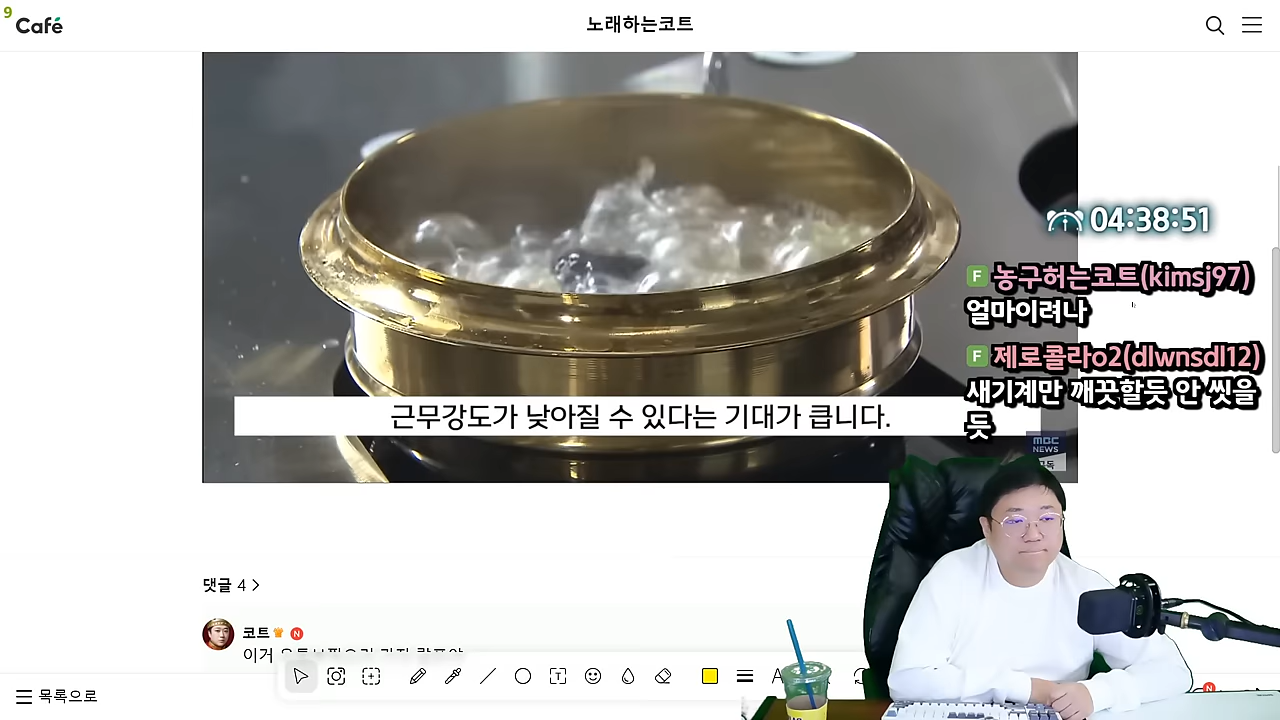 9
Café
노래하는코트
04:38:51
F 농구허는코트(kimsj97)
얼마이려나
F 제로콜라o2(dlwnsdl12)
새기계만 깨끗할듯 안 씻을
듯
근무강도가 낮아질 수 있다는 기대가 큽니다.
MBC
NEWS
댓글 4 >
코트 N
이거
T
목록으로
N